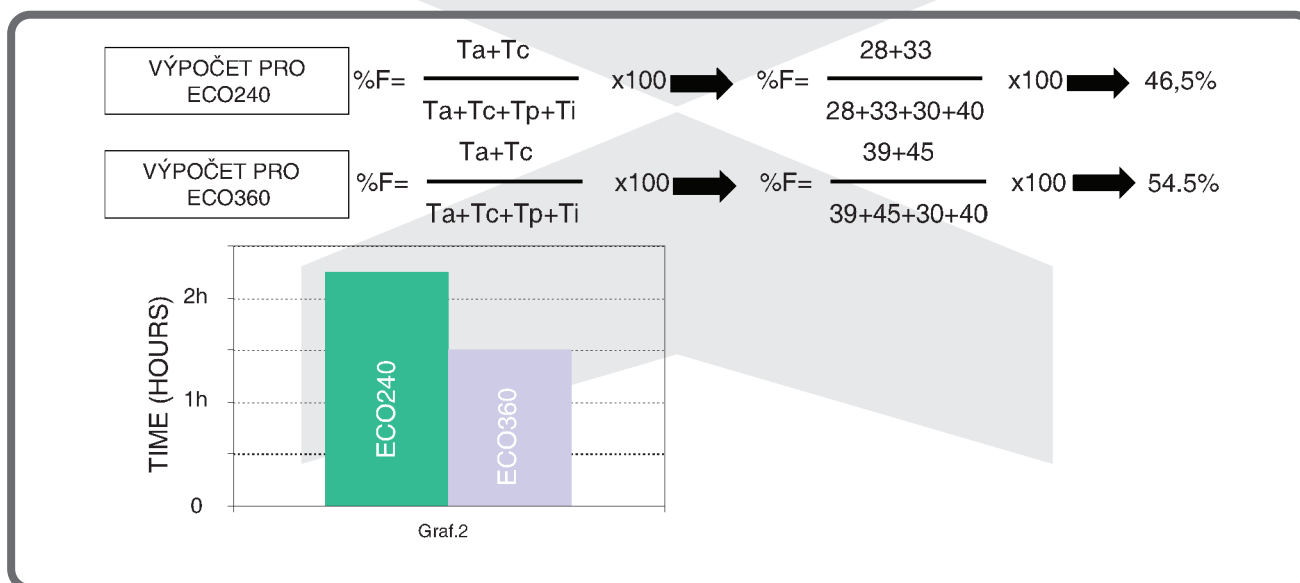 VÝPOČET PRO
ECO240
%F=
Ta+Tc
Ta+Tc+Tp+Ti
x100
%F=
28+33
28+33+30+40
x100
46,5%
VÝPOČET PRO
ECO360
%F=
Ta+Tc
Ta+Tc+Tp+Ti
x100
%F=
39+45
39+45+30+40
x100
54.5%
TIME (HOURS)
2h
1h
0
ECO240
ECO360
Graf.2